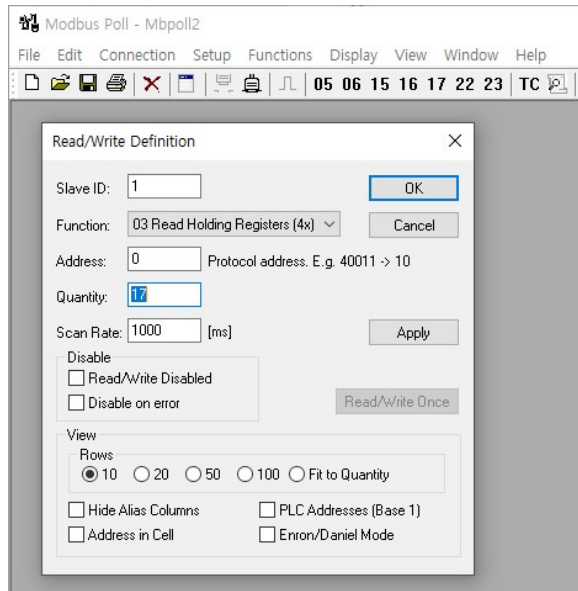 Modbus Poll - Mbpoll2
File Edit Connection Setup Functions Display View Window Help
05 06 15 16 17 22 23 TC
Read/Write Definition
Slave ID: 1 OK
Function: 03 Read Holding Registers (4x) Cancel
Address: 0 Protocol address. E.g. 40011 -> 10
Quantity: 17
Scan Rate: 1000 [ms] Apply
Disable
Read/Write Disabled
Disable on error
Read/Write Once
View
Rows
10 20 50 100 Fit to Quantity
Hide Alias Columns PLC Addresses (Base 1)
Address in Cell Enron/Daniel Mode